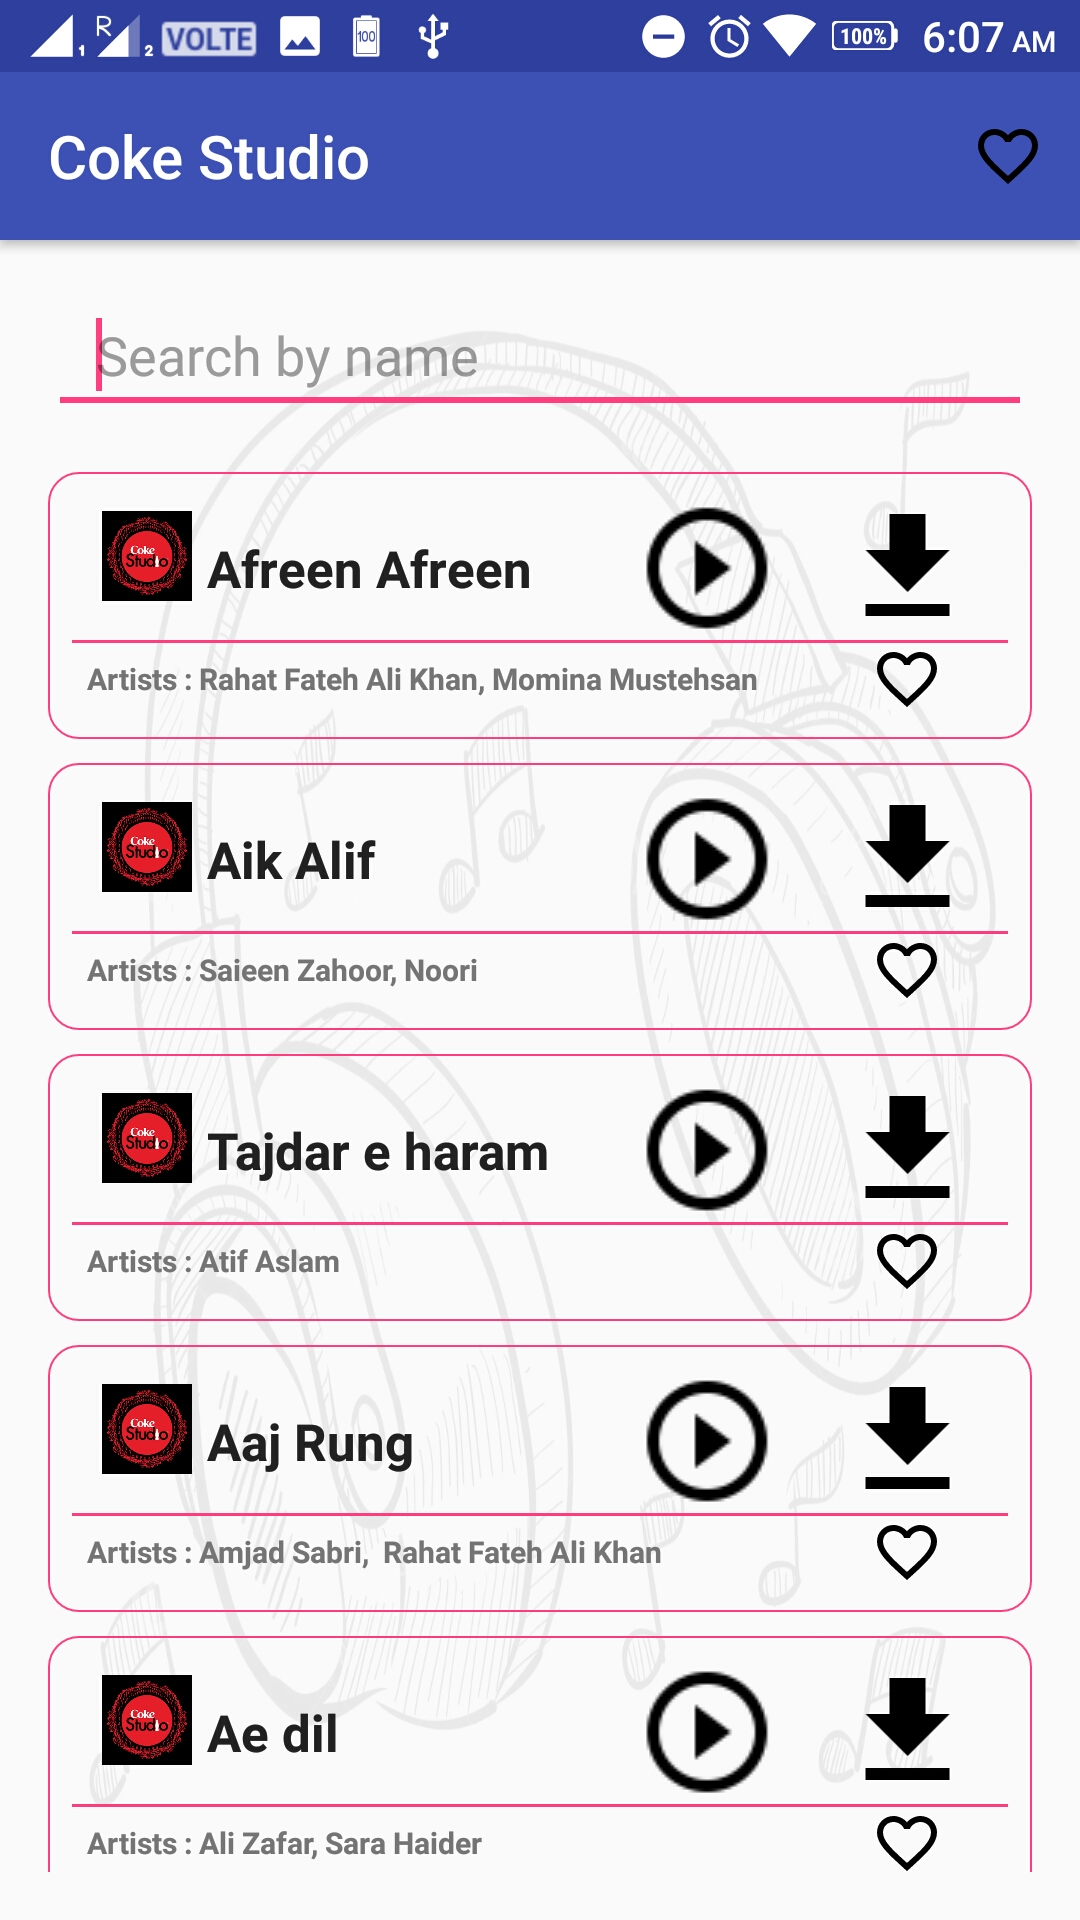 1 R 2 VOLTE 100 100% 6:07 AM
Coke Studio
Search by name
Coke Studio
Afreen Afreen
Artists : Rahat Fateh Ali Khan, Momina Mustehsan
Coke Studio
Aik Alif
Artists : Saieen Zahoor, Noori
Coke Studio
Tajdar e haram
Artists : Atif Aslam
Coke Studio
Aaj Rung
Artists : Amjad Sabri,  Rahat Fateh Ali Khan
Coke Studio
Ae dil
Artists : Ali Zafar, Sara Haider